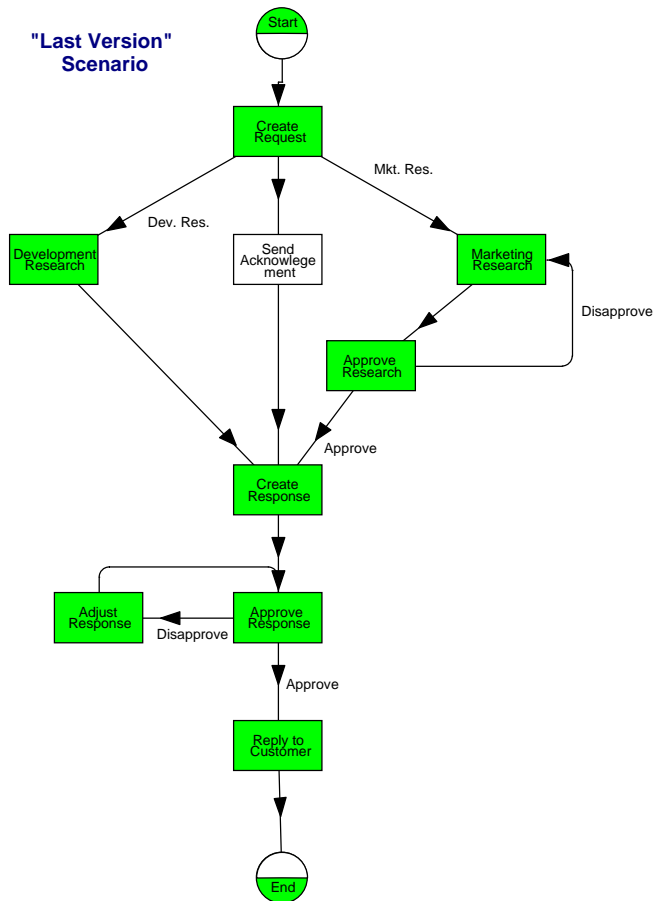 "Last Version"
Scenario
Start
Create
Request
Mkt. Res.
Dev. Res.
Development
Research
Send
Acknowlege
ment
Marketing
Research
Disapprove
Approve
Research
Approve
Create
Response
Adjust
Response
Approve
Response
Disapprove
Approve
Reply to
Customer
End